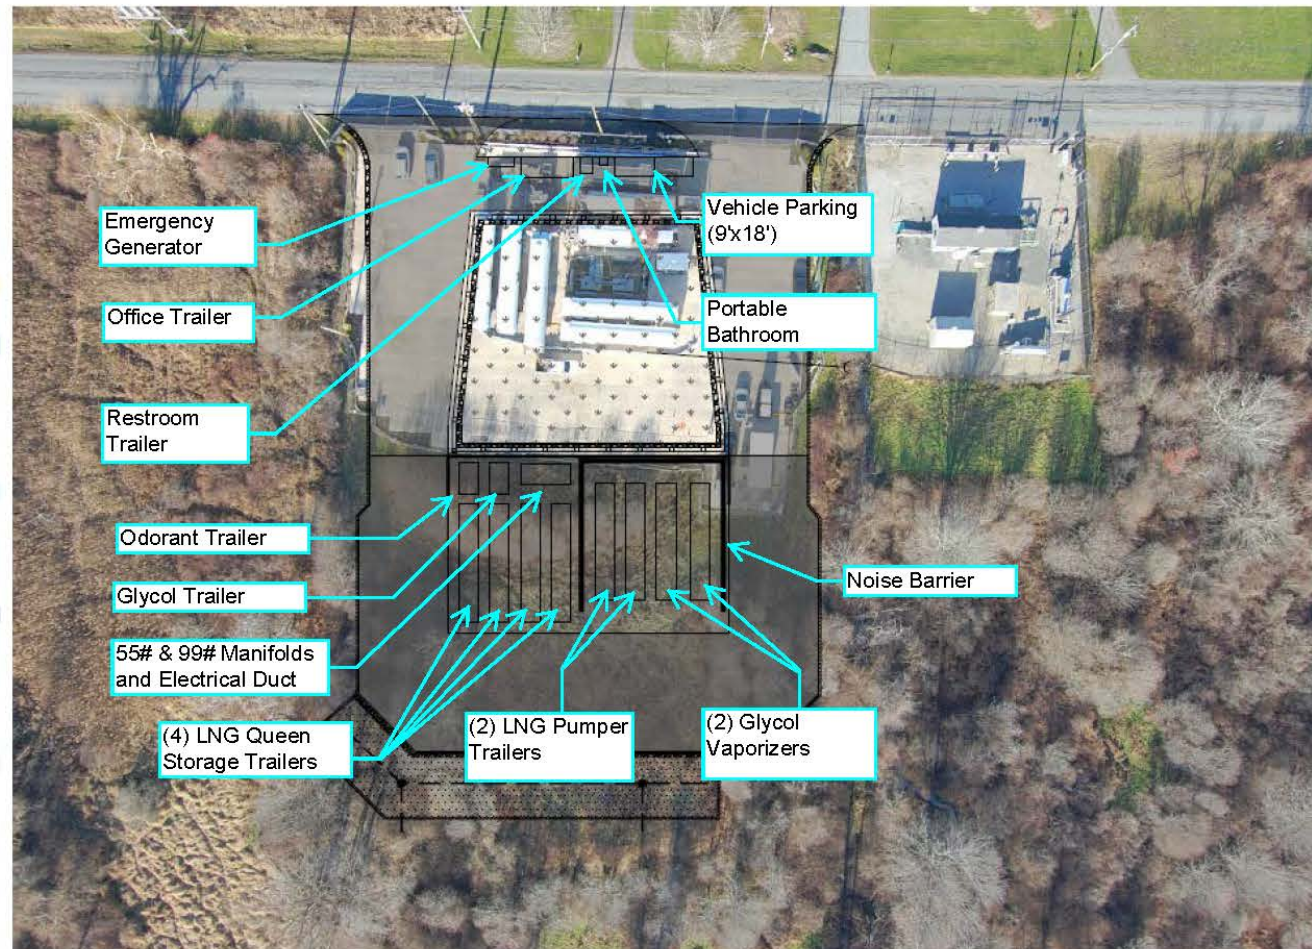 Emergency
Generator
Vehicle Parking
(9'x18')
Office Trailer
Portable
Bathroom
Restroom
Trailer
Odorant Trailer
Glycol Trailer
Noise Barrier
55# & 99# Manifolds
and Electrical Duct
(4) LNG Queen
Storage Trailers
(2) LNG Pumper
Trailers
(2) Glycol
Vaporizers